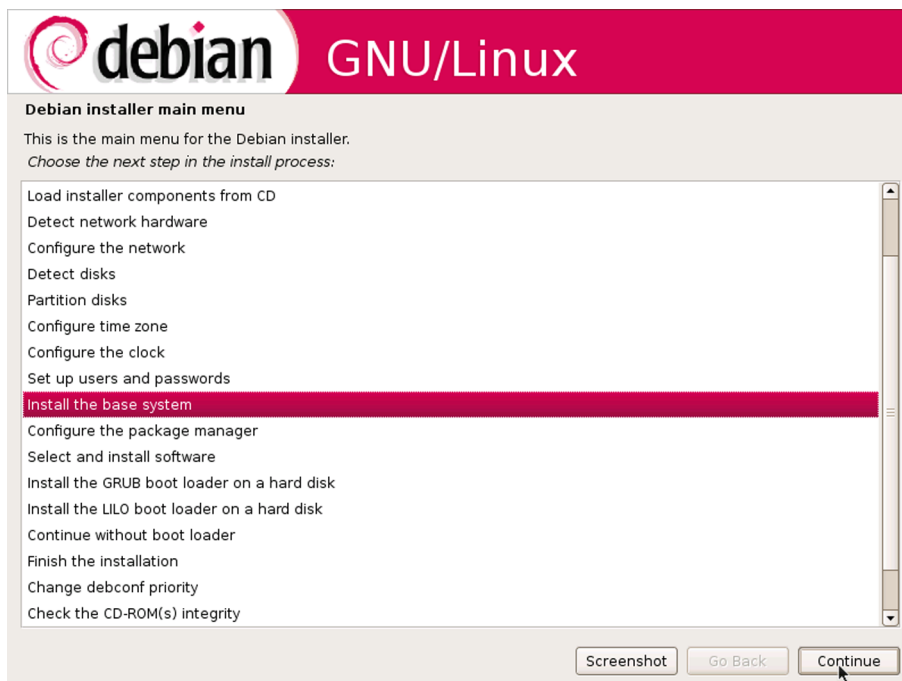 debian GNU/Linux
Debian installer main menu
This is the main menu for the Debian installer.
Choose the next step in the install process:
Load installer components from CD
Detect network hardware
Configure the network
Detect disks
Partition disks
Configure time zone
Configure the clock
Set up users and passwords
Install the base system
Configure the package manager
Select and install software
Install the GRUB boot loader on a hard disk
Install the LILO boot loader on a hard disk
Continue without boot loader
Finish the installation
Change debconf priority
Check the CD-ROM(s) integrity
Screenshot Go Back Continue